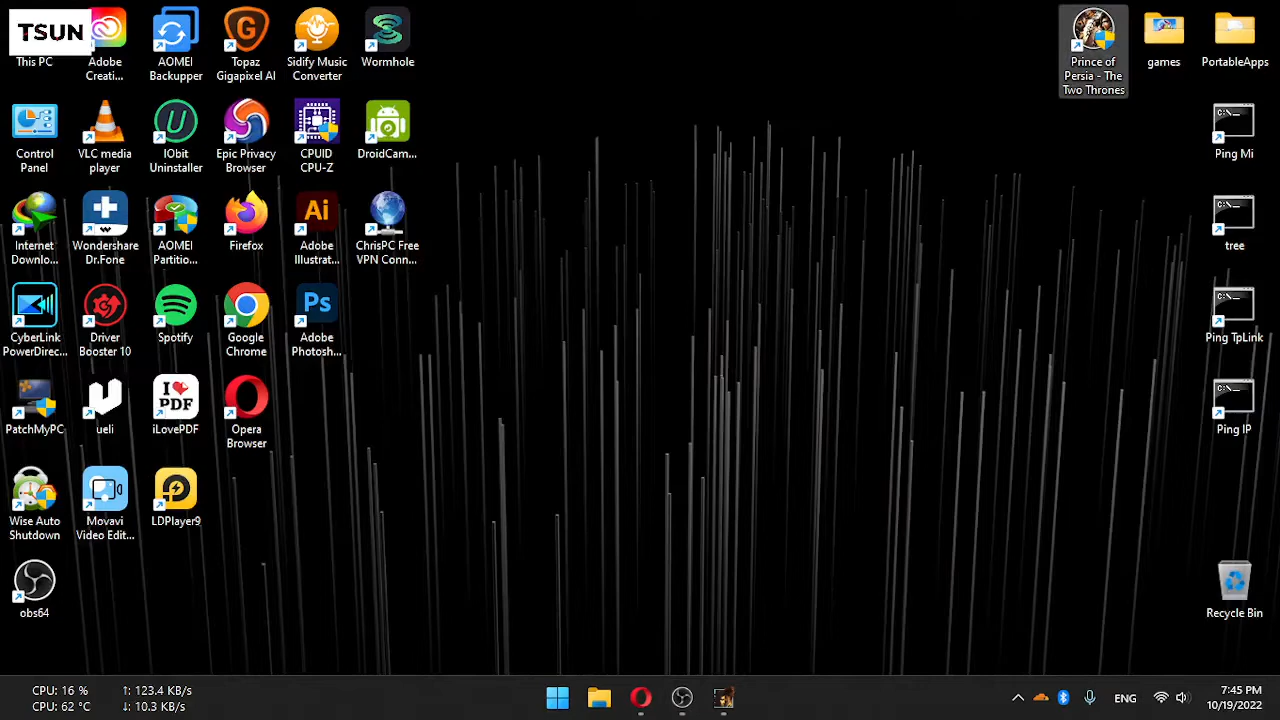 TSUN
This PC
Adobe
Creati...
AOMEI
Backupper
Topaz
Gigapixel AI
Sidify Music
Converter
Wormhole
Prince of
Persia - The
Two Thrones
games
PortableApps
Control
Panel
VLC media
player
IObit
Uninstaller
Epic Privacy
Browser
CPUID
CPU-Z
DroidCam...
Ping Mi
Internet
Downlo...
Wondershare
Dr.Fone
AOMEI
Partitio...
Firefox
Ai
Adobe
Illustrat...
ChrisPC Free
VPN Conn...
tree
CyberLink
PowerDirec...
Driver
Booster 10
Spotify
Google
Chrome
Ps
Adobe
Photosh...
Ping TpLink
PatchMyPC
ueli
I ❤ PDF
iLovePDF
Opera
Browser
Ping IP
Wise Auto
Shutdown
Movavi
Video Edit...
LDPlayer9
obs64
Recycle Bin
CPU: 16 % ↑: 123.4 KB/s
CPU: 62 °C ↓: 10.3 KB/s
ENG
7:45 PM
10/19/2022